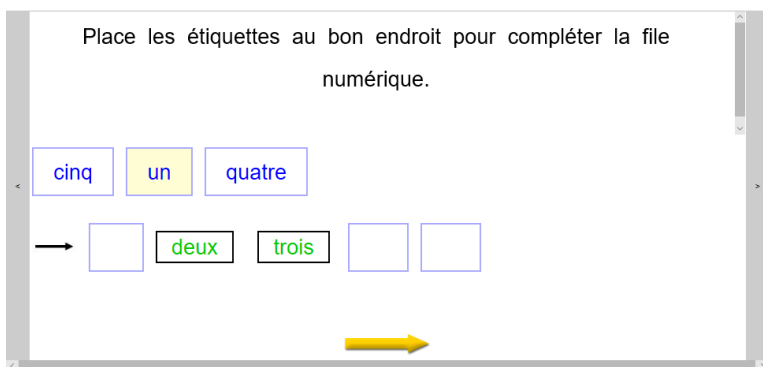 Place les étiquettes au bon endroit pour compléter la file
numérique.
cinq un quatre
deux trois